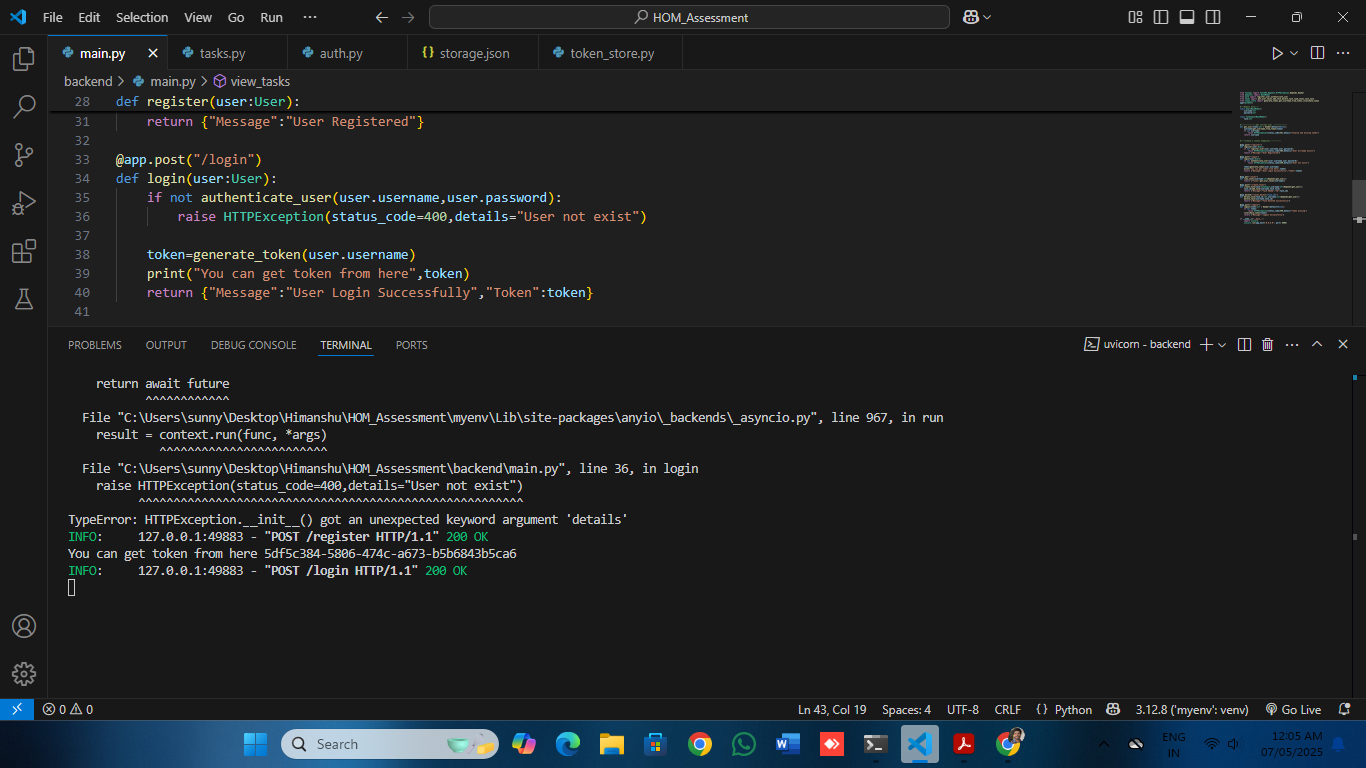 File Edit Selection View Go Run ··· HOM_Assessment
main.py tasks.py auth.py {} storage.json token_store.py
backend > main.py > view_tasks
28 def register(user:User):
31 return {"Message":"User Registered"}
32
33 @app.post("/login")
34 def login(user:User):
35 if not authenticate_user(user.username,user.password):
36 raise HTTPException(status_code=400,details="User not exist")
37
38 token=generate_token(user.username)
39 print("You can get token from here",token)
40 return {"Message":"User Login Successfully","Token":token}
41
PROBLEMS OUTPUT DEBUG CONSOLE TERMINAL PORTS uvicorn - backend
return await future
^^^^^^^^^^^^
File "C:\Users\sunny\Desktop\Himanshu\HOM_Assessment\myenv\Lib\site-packages\anyio\_backends\_asyncio.py", line 967, in run
result = context.run(func, *args)
^^^^^^^^^^^^^^^^^^^^^^^^
File "C:\Users\sunny\Desktop\Himanshu\HOM_Assessment\backend\main.py", line 36, in login
raise HTTPException(status_code=400,details="User not exist")
^^^^^^^^^^^^^^^^^^^^^^^^^^^^^^^^^^^^^^^^^^^^^^^^^^^^^^^
TypeError: HTTPException.__init__() got an unexpected keyword argument 'details'
INFO: 127.0.0.1:49883 - "POST /register HTTP/1.1" 200 OK
You can get token from here 5df5c384-5806-474c-a673-b5b6843b5ca6
INFO: 127.0.0.1:49883 - "POST /login HTTP/1.1" 200 OK
0 0 Ln 43, Col 19 Spaces: 4 UTF-8 CRLF {} Python 3.12.8 ('myenv': venv) Go Live
Search ENG IN 12:05 AM 07/05/2025